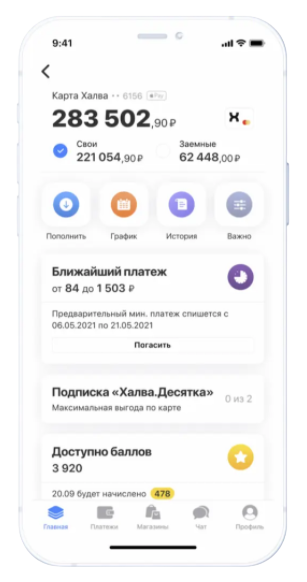 9:41
Карта Халва •• 6156 Pay
283 502,90 ₽
Свои
221 054,90 ₽
Заемные
62 448,00 ₽
Пополнить График История Важно
Ближайший платеж
от 84 до 1 503 ₽
Предварительный мин. платеж спишется с
06.05.2021 по 21.05.2021
Погасить
Подписка «Халва.Десятка»
Максимальная выгода по карте
0 из 2
Доступно баллов
3 920
20.09 будет начислено 478
Главная Платежи Магазины Чат Профиль